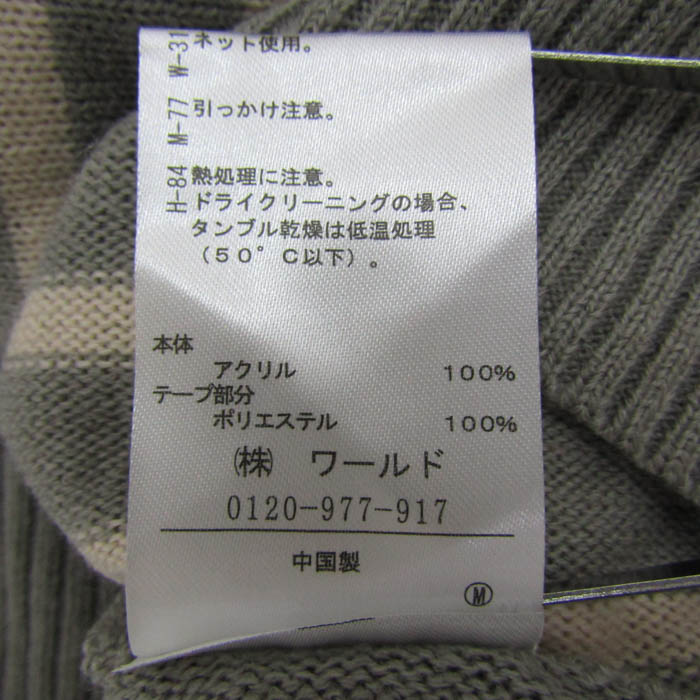 W-31 ネット使用。
M-77 引っかけ注意。
H-84 熱処理に注意。
ドライクリーニングの場合、
タンブル乾燥は低温処理
（50°C以下）。
本体
アクリル 100%
テープ部分
ポリエステル 100%
㈱ ワールド
0120-977-917
中国製
Ⓜ